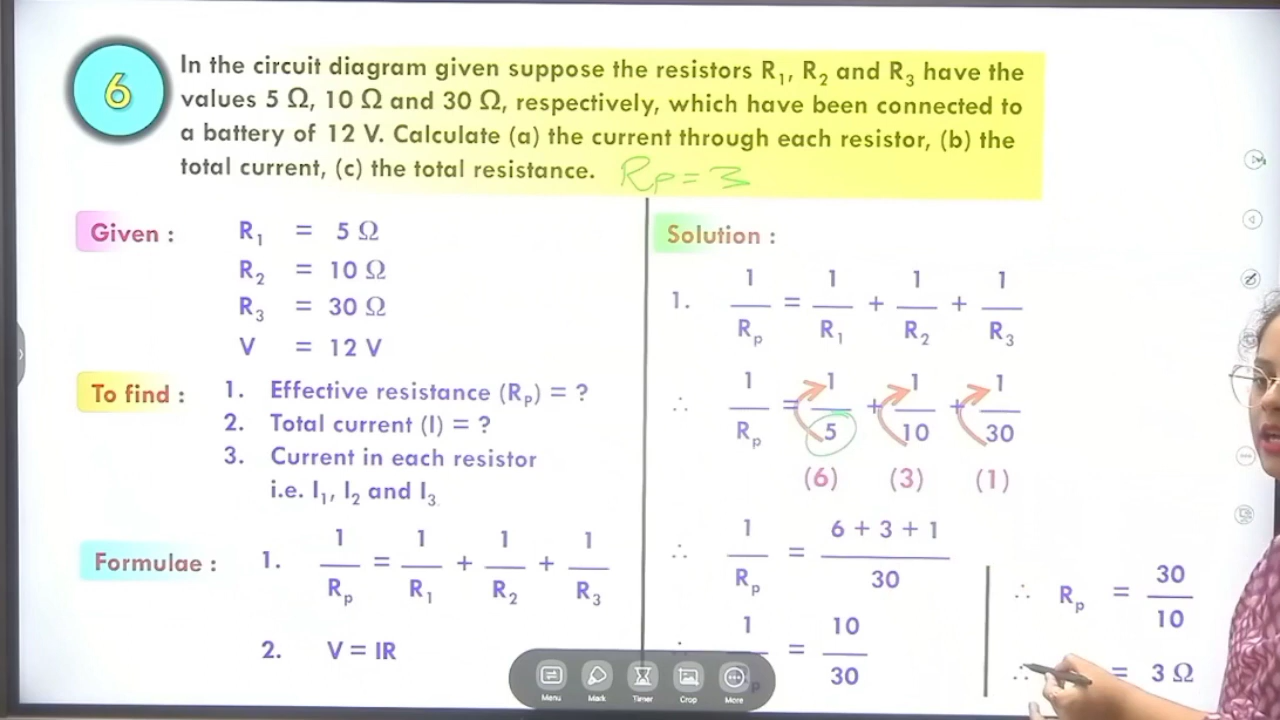 6
In the circuit diagram given suppose the resistors R₁, R₂ and R₃ have the
values 5 Ω, 10 Ω and 30 Ω, respectively, which have been connected to
a battery of 12 V. Calculate (a) the current through each resistor, (b) the
total current, (c) the total resistance. Rp = 3
Given :
R₁ = 5 Ω
R₂ = 10 Ω
R₃ = 30 Ω
V = 12 V
To find :
1. Effective resistance (Rₚ) = ?
2. Total current (I) = ?
3. Current in each resistor
i.e. I₁, I₂ and I₃
Formulae :
1. 1/Rₚ = 1/R₁ + 1/R₂ + 1/R₃
2. V = IR
Solution :
1. 1/Rₚ = 1/R₁ + 1/R₂ + 1/R₃
∴ 1/Rₚ = 1/5 + 1/10 + 1/30
(6) (3) (1)
∴ 1/Rₚ = 6 + 3 + 1/30
∴ 1/ₚ = 10/30
∴ Rₚ = 30/10
∴ = 3 Ω
Menu Mark Timer Crop More